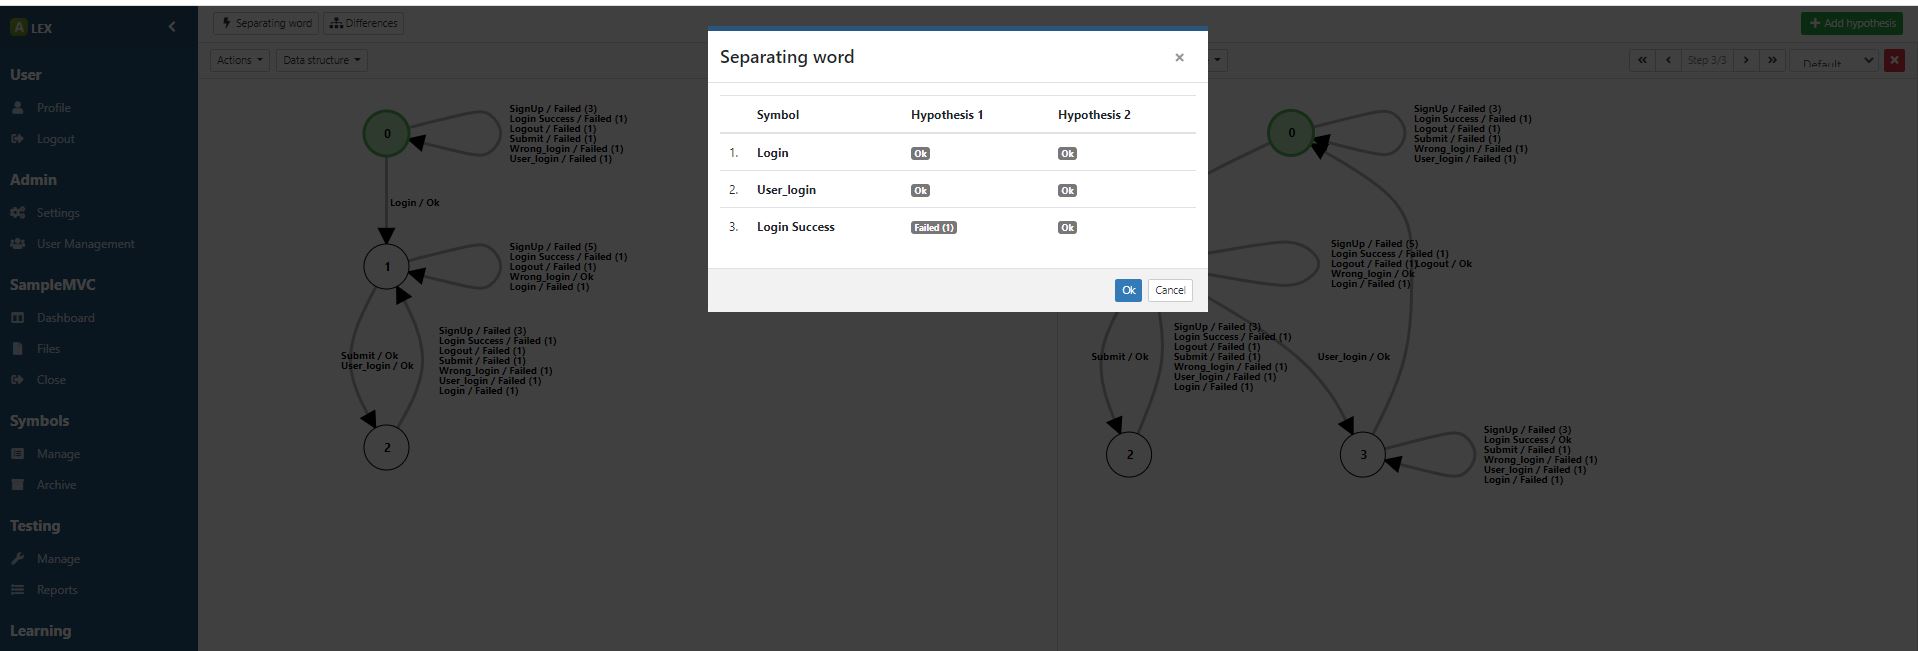 A LEX
User
Profile
Logout
Admin
Settings
User Management
SampleMVC
Dashboard
Files
Close
Symbols
Manage
Archive
Testing
Manage
Reports
Learning
Separating word
Differences
Add hypothesis
Actions
Data structure
Step 3/3
Default
0
SignUp / Failed (3)
Login Success / Failed (1)
Logout / Failed (1)
Submit / Failed (1)
Wrong_login / Failed (1)
User_login / Failed (1)
Login / Ok
1
SignUp / Failed (5)
Login Success / Failed (1)
Logout / Failed (1)
Wrong_login / Ok
Login / Failed (1)
SignUp / Failed (3)
Login Success / Failed (1)
Logout / Failed (1)
Submit / Failed (1)
Wrong_login / Failed (1)
User_login / Failed (1)
Login / Failed (1)
Submit / Ok
User_login / Ok
2
Separating word
×
Symbol Hypothesis 1 Hypothesis 2
1. Login Ok Ok
2. User_login Ok Ok
3. Login Success Failed (1) Ok
Ok Cancel
0
SignUp / Failed (3)
Login Success / Failed (1)
Logout / Failed (1)
Submit / Failed (1)
Wrong_login / Failed (1)
User_login / Failed (1)
SignUp / Failed (5)
Login Success / Failed (1)
Logout / Failed (1)
Logout / Ok
Wrong_login / Ok
Login / Failed (1)
SignUp / Failed (3)
Login Success / Failed (1)
Logout / Failed (1)
Submit / Failed (1)
Wrong_login / Failed (1)
User_login / Failed (1)
Login / Failed (1)
Submit / Ok
User_login / Ok
2
3
SignUp / Failed (3)
Login Success / Ok
Submit / Failed (1)
Wrong_login / Failed (1)
User_login / Failed (1)
Login / Failed (1)